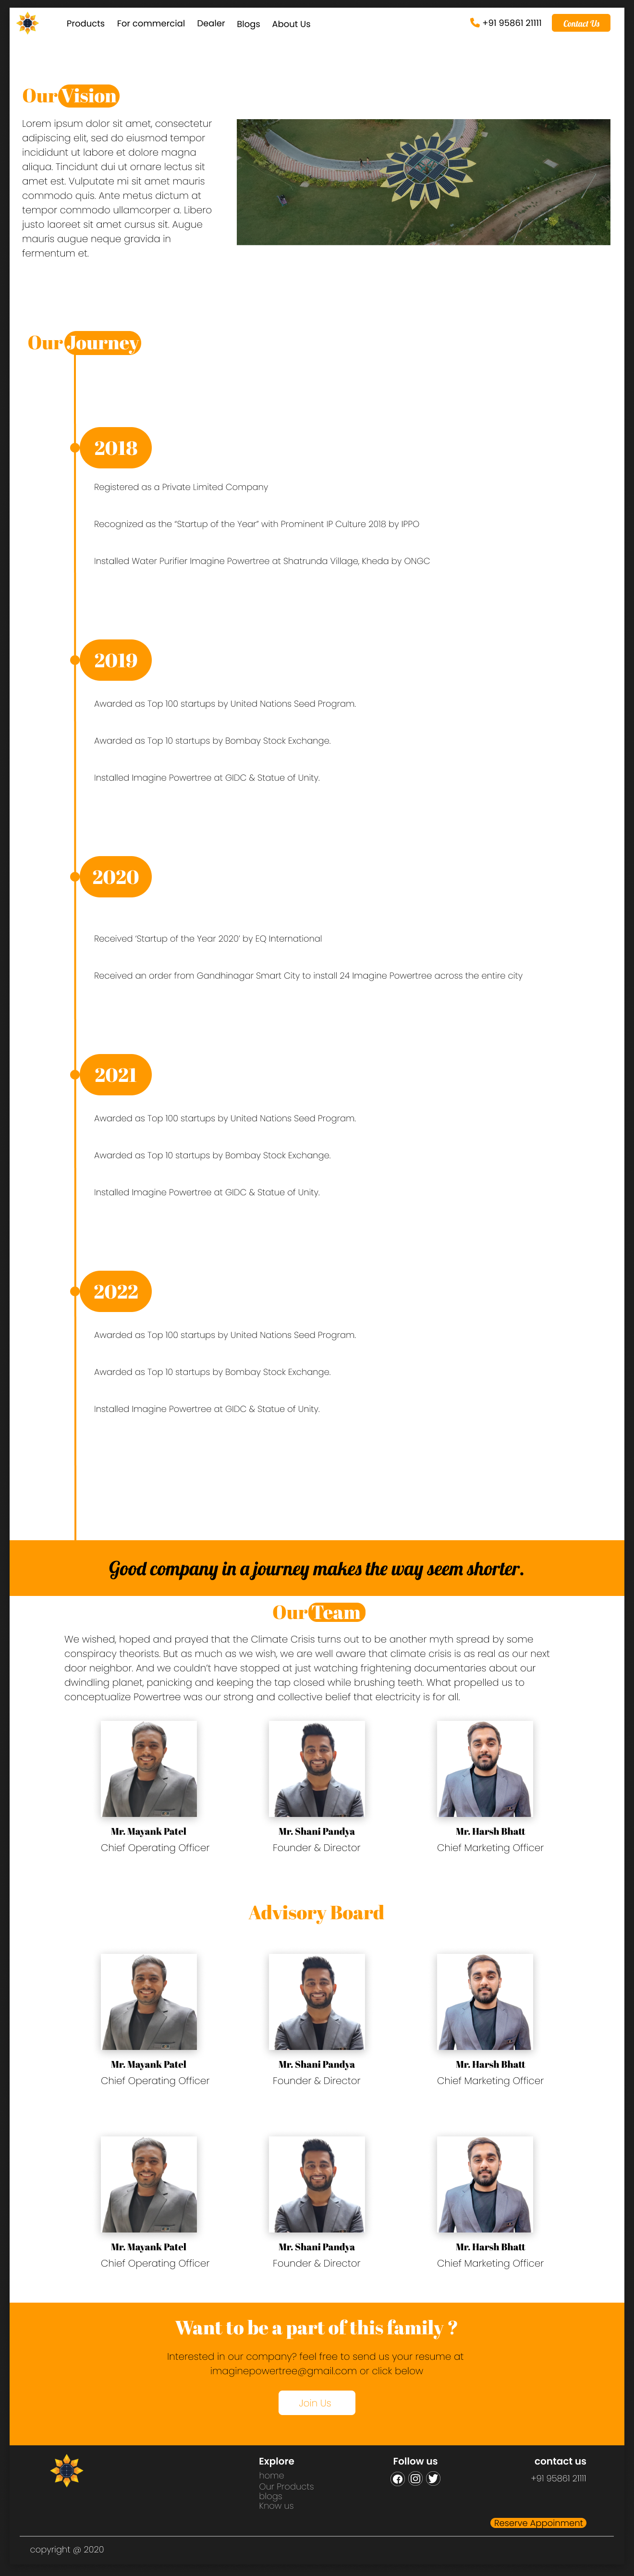 Products For commercial Dealer Blogs About Us +91 95861 21111 Contact Us
Our Vision
Lorem ipsum dolor sit amet, consectetur
adipiscing elit, sed do eiusmod tempor
incididunt ut labore et dolore magna
aliqua. Tincidunt dui ut ornare lectus sit
amet est. Vulputate mi sit amet mauris
commodo quis. Ante metus dictum at
tempor commodo ullamcorper a. Libero
justo laoreet sit amet cursus sit. Augue
mauris augue neque gravida in
fermentum et.
Our Journey
2018
Registered as a Private Limited Company
Recognized as the “Startup of the Year” with Prominent IP Culture 2018 by IPPO
Installed Water Purifier Imagine Powertree at Shatrunda Village, Kheda by ONGC
2019
Awarded as Top 100 startups by United Nations Seed Program.
Awarded as Top 10 startups by Bombay Stock Exchange.
Installed Imagine Powertree at GIDC & Statue of Unity.
2020
Received ‘Startup of the Year 2020’ by EQ International
Received an order from Gandhinagar Smart City to install 24 Imagine Powertree across the entire city
2021
Awarded as Top 100 startups by United Nations Seed Program.
Awarded as Top 10 startups by Bombay Stock Exchange.
Installed Imagine Powertree at GIDC & Statue of Unity.
2022
Awarded as Top 100 startups by United Nations Seed Program.
Awarded as Top 10 startups by Bombay Stock Exchange.
Installed Imagine Powertree at GIDC & Statue of Unity.
Good company in a journey makes the way seem shorter.
Our Team
We wished, hoped and prayed that the Climate Crisis turns out to be another myth spread by some
conspiracy theorists. But as much as we wish, we are well aware that climate crisis is as real as our next
door neighbor. And we couldn’t have stopped at just watching frightening documentaries about our
dwindling planet, panicking and keeping the tap closed while brushing teeth. What propelled us to
conceptualize Powertree was our strong and collective belief that electricity is for all.
Mr. Mayank Patel Mr. Shani Pandya Mr. Harsh Bhatt
Chief Operating Officer Founder & Director Chief Marketing Officer
Advisory Board
Mr. Mayank Patel Mr. Shani Pandya Mr. Harsh Bhatt
Chief Operating Officer Founder & Director Chief Marketing Officer
Mr. Mayank Patel Mr. Shani Pandya Mr. Harsh Bhatt
Chief Operating Officer Founder & Director Chief Marketing Officer
Want to be a part of this family ?
Interested in our company? feel free to send us your resume at
imaginepowertree@gmail.com or click below
Join Us
Explore
home
Our Products
blogs
Know us
Follow us
contact us
+91 95861 21111
Reserve Appoinment
copyright @ 2020